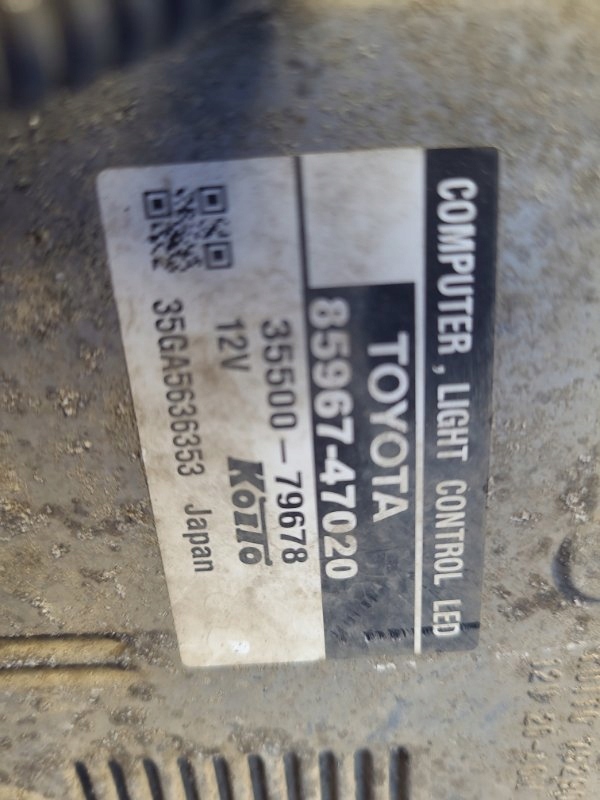 COMPUTER, LIGHT CONTROL LED
TOYOTA
85967-47020
35500-79678
12V KOITO
35GA5636353 Japan